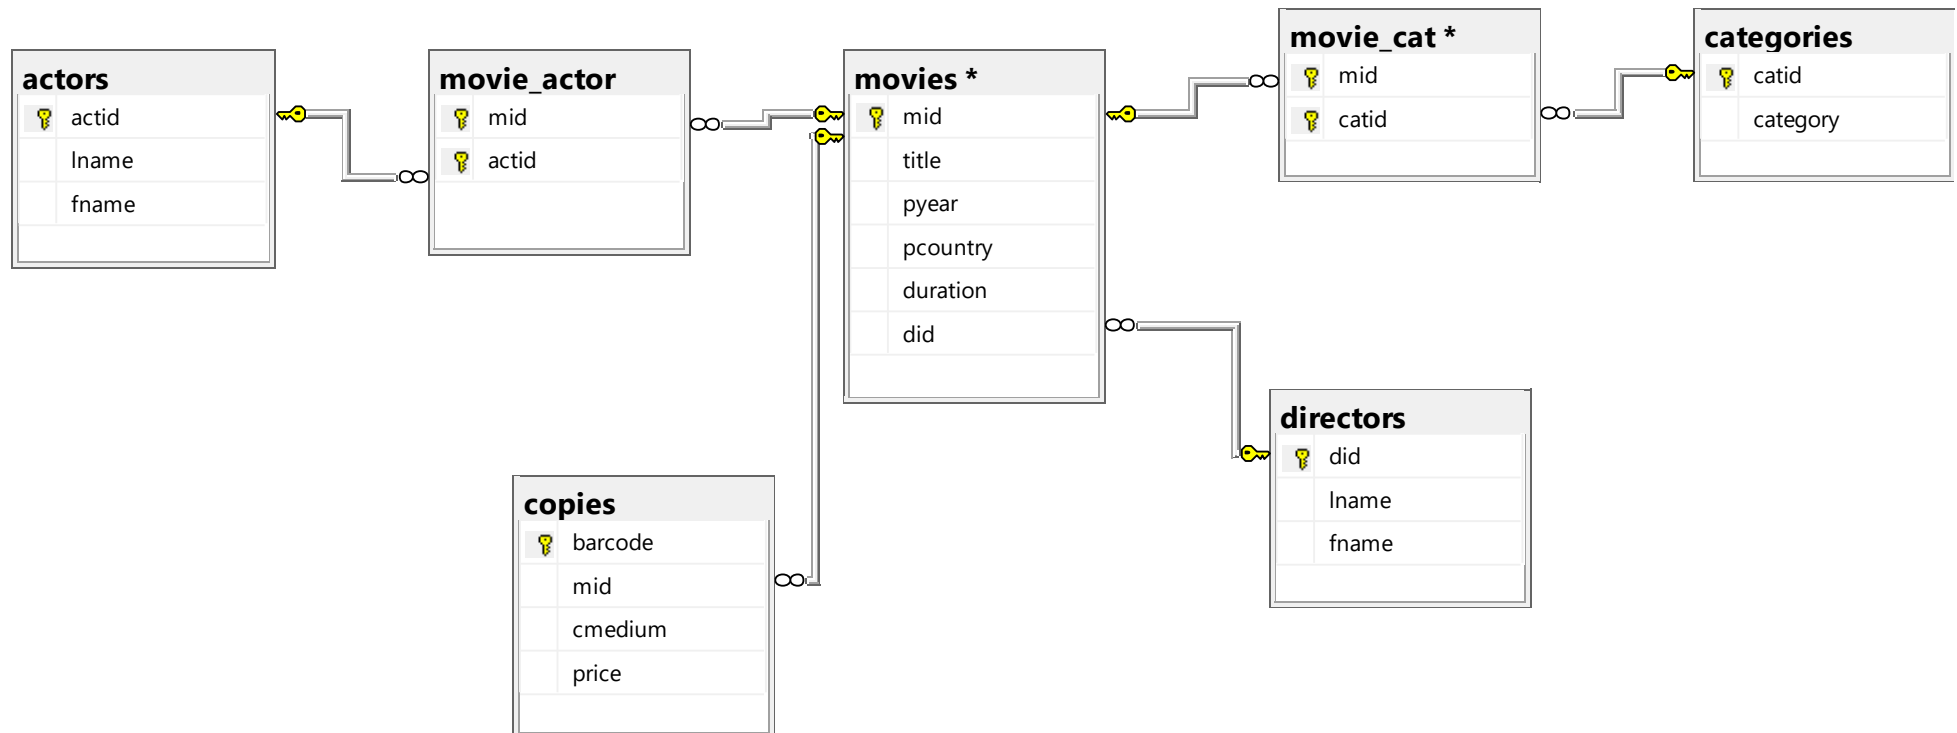 actors
actid
lname
fname
movie_actor
mid
actid
movies *
mid
title
pyear
pcountry
duration
did
movie_cat *
mid
catid
categories
catid
category
directors
did
lname
fname
copies
barcode
mid
cmedium
price